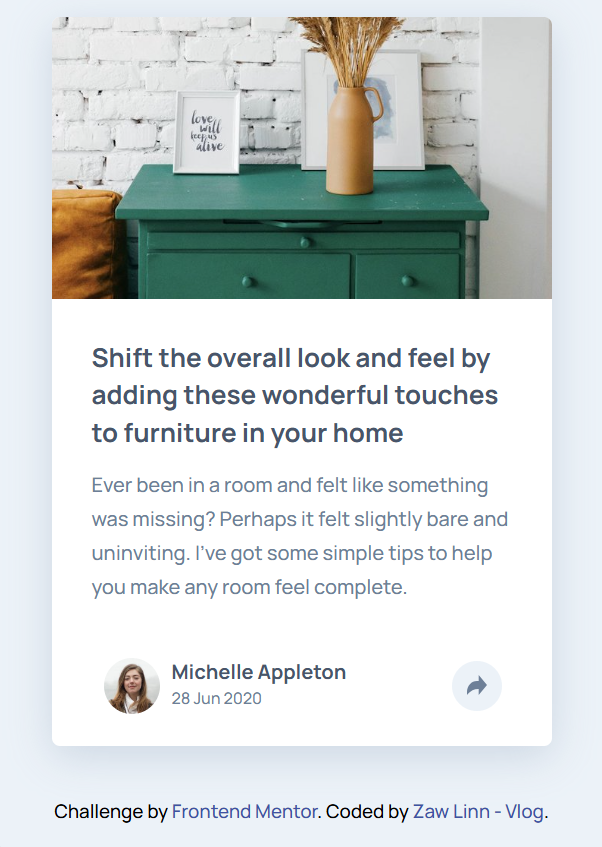 love
will
keep us
alive
Shift the overall look and feel by
adding these wonderful touches
to furniture in your home
Ever been in a room and felt like something
was missing? Perhaps it felt slightly bare and
uninviting. I’ve got some simple tips to help
you make any room feel complete.
Michelle Appleton
28 Jun 2020
Challenge by Frontend Mentor. Coded by Zaw Linn - Vlog.